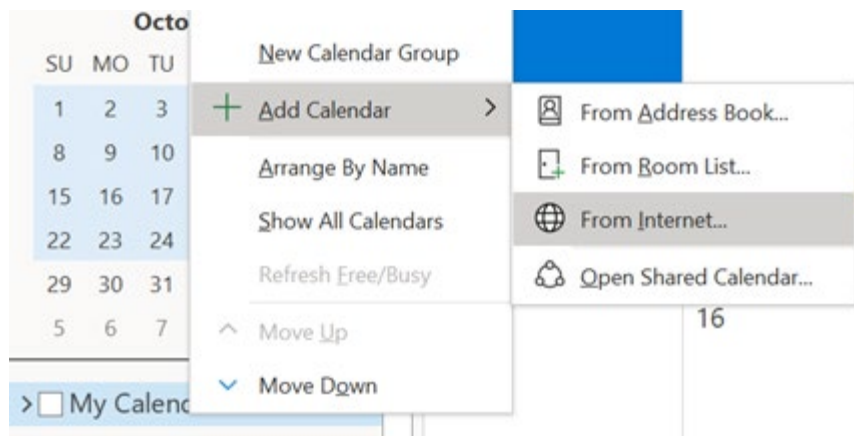 Octo
SU MO TU
1 2 3
8 9 10
15 16 17
22 23 24
29 30 31
5 6 7
My Calend
New Calendar Group
Add Calendar
Arrange By Name
Show All Calendars
Refresh Free/Busy
Move Up
Move Down
From Address Book...
From Room List...
From Internet...
Open Shared Calendar...
16